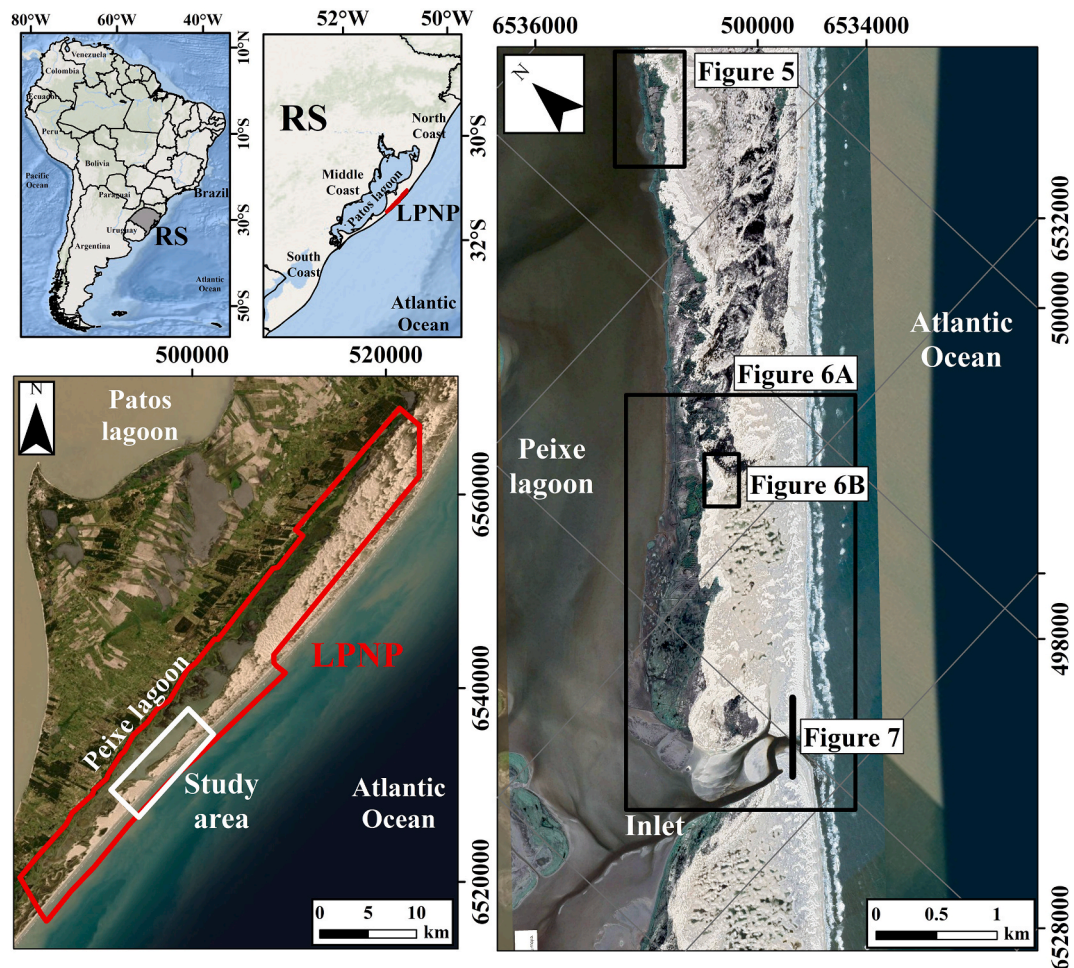 80°W
60°W
40°W
10°N
10°S
30°S
50°S
Venezuela
Colombia
Ecuador
Peru
Bolivia
Pacific
Ocean
Paraguai
Brazil
Uruguay
RS
Argentina
Atlantic
Ocean
52°W
50°W
30°S
32°S
RS
North
Coast
Middle
Coast
Patos lagoon
LPNP
South
Coast
Atlantic
Ocean
500000
520000
6560000
6540000
6520000
N
Patos
lagoon
LPNP
Peixe lagoon
Study
area
Atlantic
Ocean
0 5 10
km
6536000
500000
6534000
6532000
500000
498000
6528000
N
Figure 5
Atlantic
Ocean
Figure 6A
Peixe
lagoon
Figure 6B
Figure 7
Inlet
0 0.5 1
km